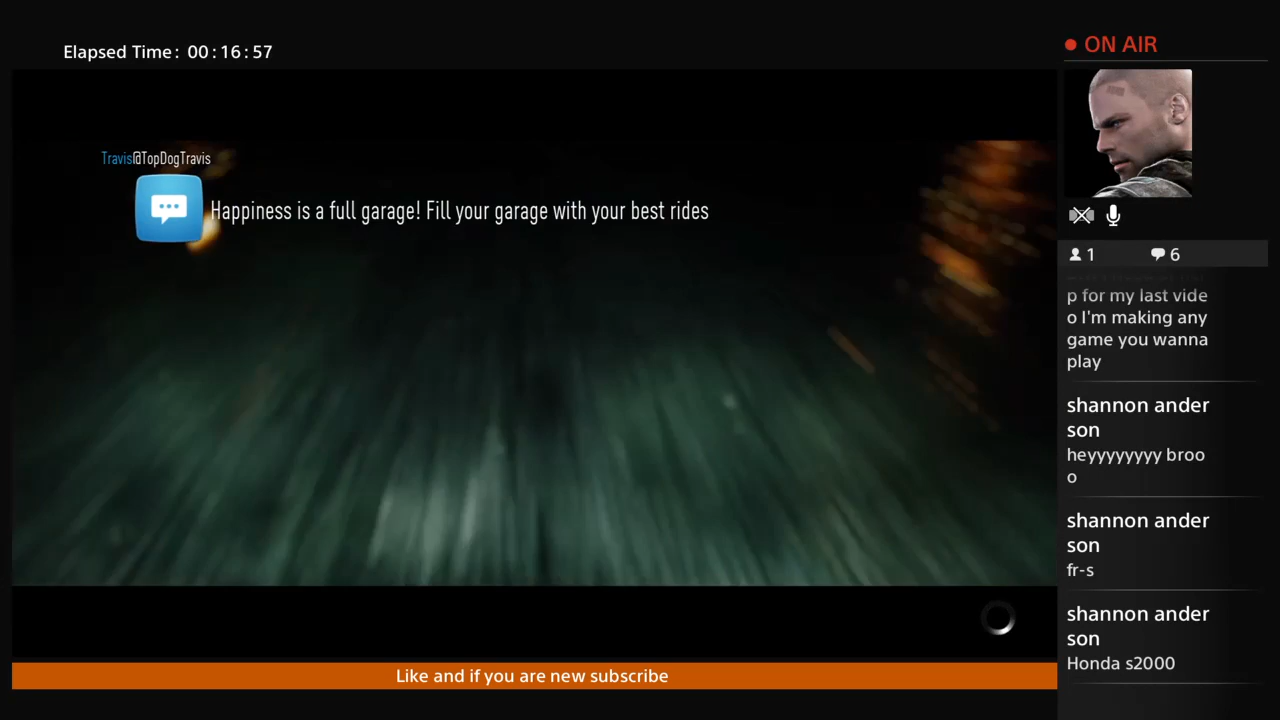 Elapsed Time: 00:16:57
ON AIR
Travis@TopDogTravis
Happiness is a full garage! Fill your garage with your best rides
1 6
p for my last vide
o I'm making any
game you wanna
play
shannon ander
son
heyyyyyyyy broo
o
shannon ander
son
fr-s
shannon ander
son
Honda s2000
Like and if you are new subscribe